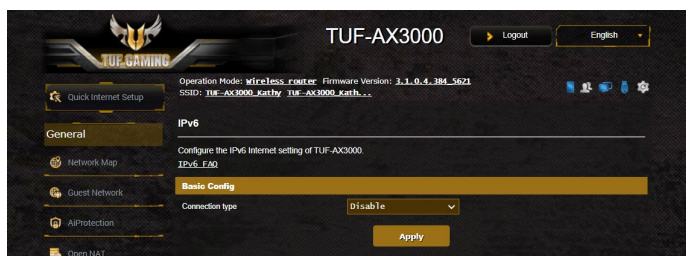 TUF GAMING
TUF-AX3000
Logout
English
Quick Internet Setup
Operation Mode: Wireless router Firmware Version: 3.1.0.4.384_5621
SSID: TUF-AX3000_Kathy TUF-AX3000_Kath...
General
IPv6
Network Map
Configure the IPv6 Internet setting of TUF-AX3000.
IPv6 FAQ
Guest Network
Basic Config
Connection type Disable
AiProtection
Apply
Open NAT